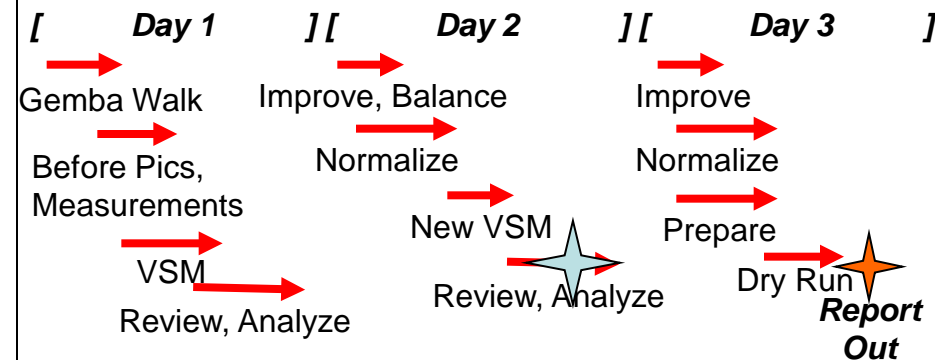 [ Day 1 ] [ Day 2 ] [ Day 3 ]
Gemba Walk
Before Pics,
Measurements
VSM
Review, Analyze
Improve, Balance
Normalize
New VSM
Review, Analyze
Improve
Normalize
Prepare
Dry Run
Report
Out